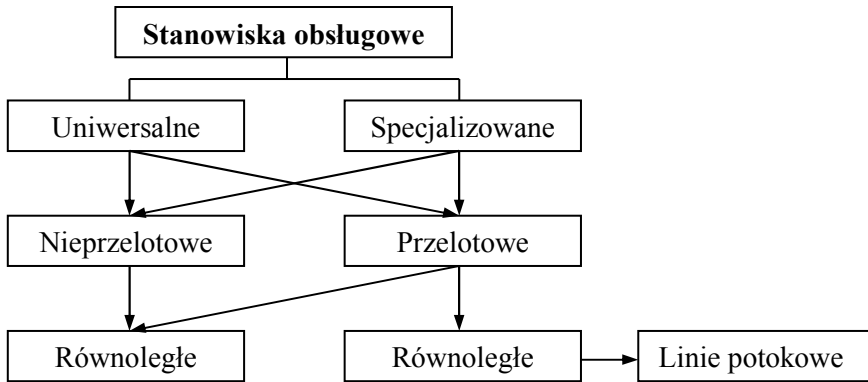 Stanowiska obsługowe
Uniwersalne
Specjalizowane
Nieprzelotowe
Przelotowe
Równoległe
Równoległe
Linie potokowe